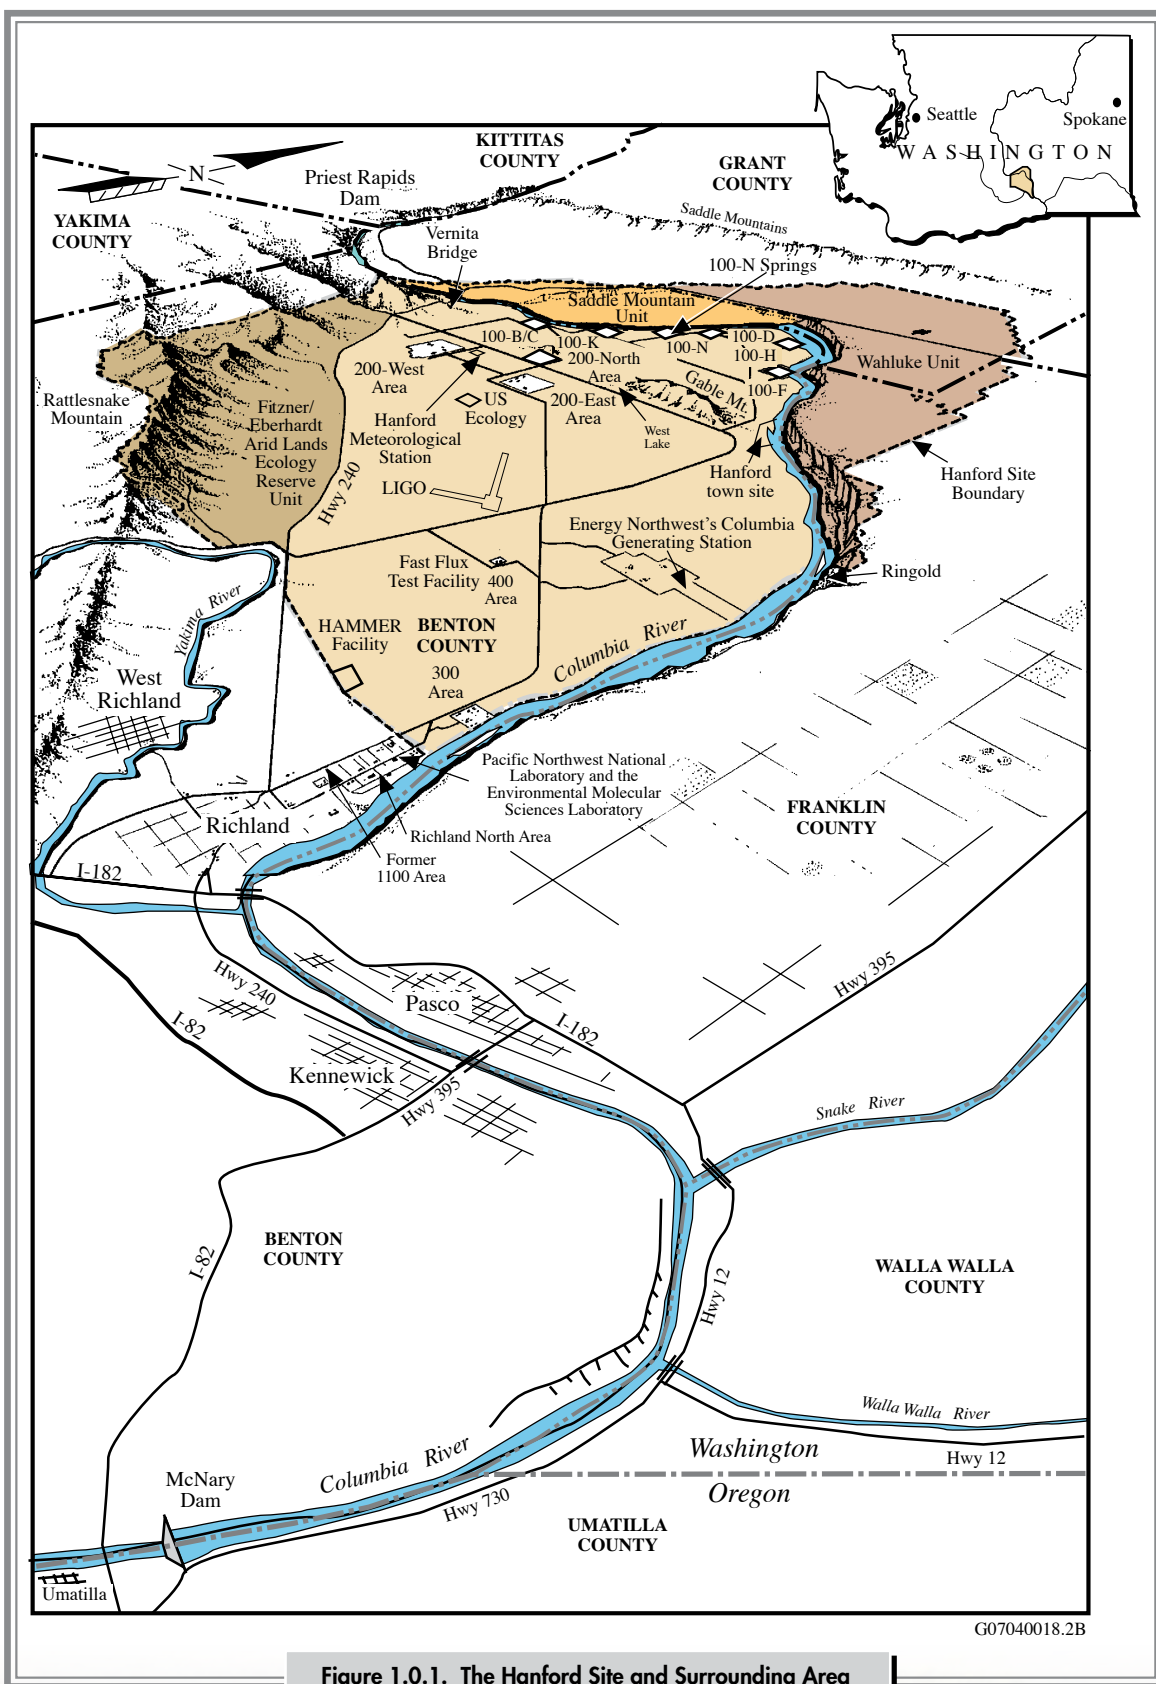 Seattle
Spokane
WASHINGTON
KITTITAS
COUNTY
GRANT
COUNTY
N
Priest Rapids
Dam
YAKIMA
COUNTY
Vernita
Bridge
Saddle Mountains
100-N Springs
Saddle Mountain
Unit
100-B/C
100-K
100-N
100-D
100-H
100-F
200-North
Area
Wahluke Unit
200-West
Area
Gable Mt.
Rattlesnake
Mountain
Fitzner/
Eberhardt
Arid Lands
Ecology
Reserve
Unit
US
Ecology
200-East
Area
Hanford
Meteorological
Station
West
Lake
Hanford
town site
Hanford Site
Boundary
Hwy 240
LIGO
Energy Northwest's Columbia
Generating Station
Fast Flux
Test Facility
400
Area
Ringold
Yakima River
HAMMER
Facility
BENTON
COUNTY
Columbia River
300
Area
West
Richland
Pacific Northwest National
Laboratory and the
Environmental Molecular
Sciences Laboratory
FRANKLIN
COUNTY
Richland
Richland North Area
Former
1100 Area
I-182
Hwy 240
Hwy 395
Pasco
I-82
I-182
Kennewick
Hwy 395
Snake River
BENTON
COUNTY
I-82
WALLA WALLA
COUNTY
Hwy 12
Walla Walla River
Columbia River
Washington
Hwy 12
McNary
Dam
Oregon
Hwy 730
UMATILLA
COUNTY
Umatilla
G07040018.2B
Figure 1.0.1. The Hanford Site and Surrounding Area